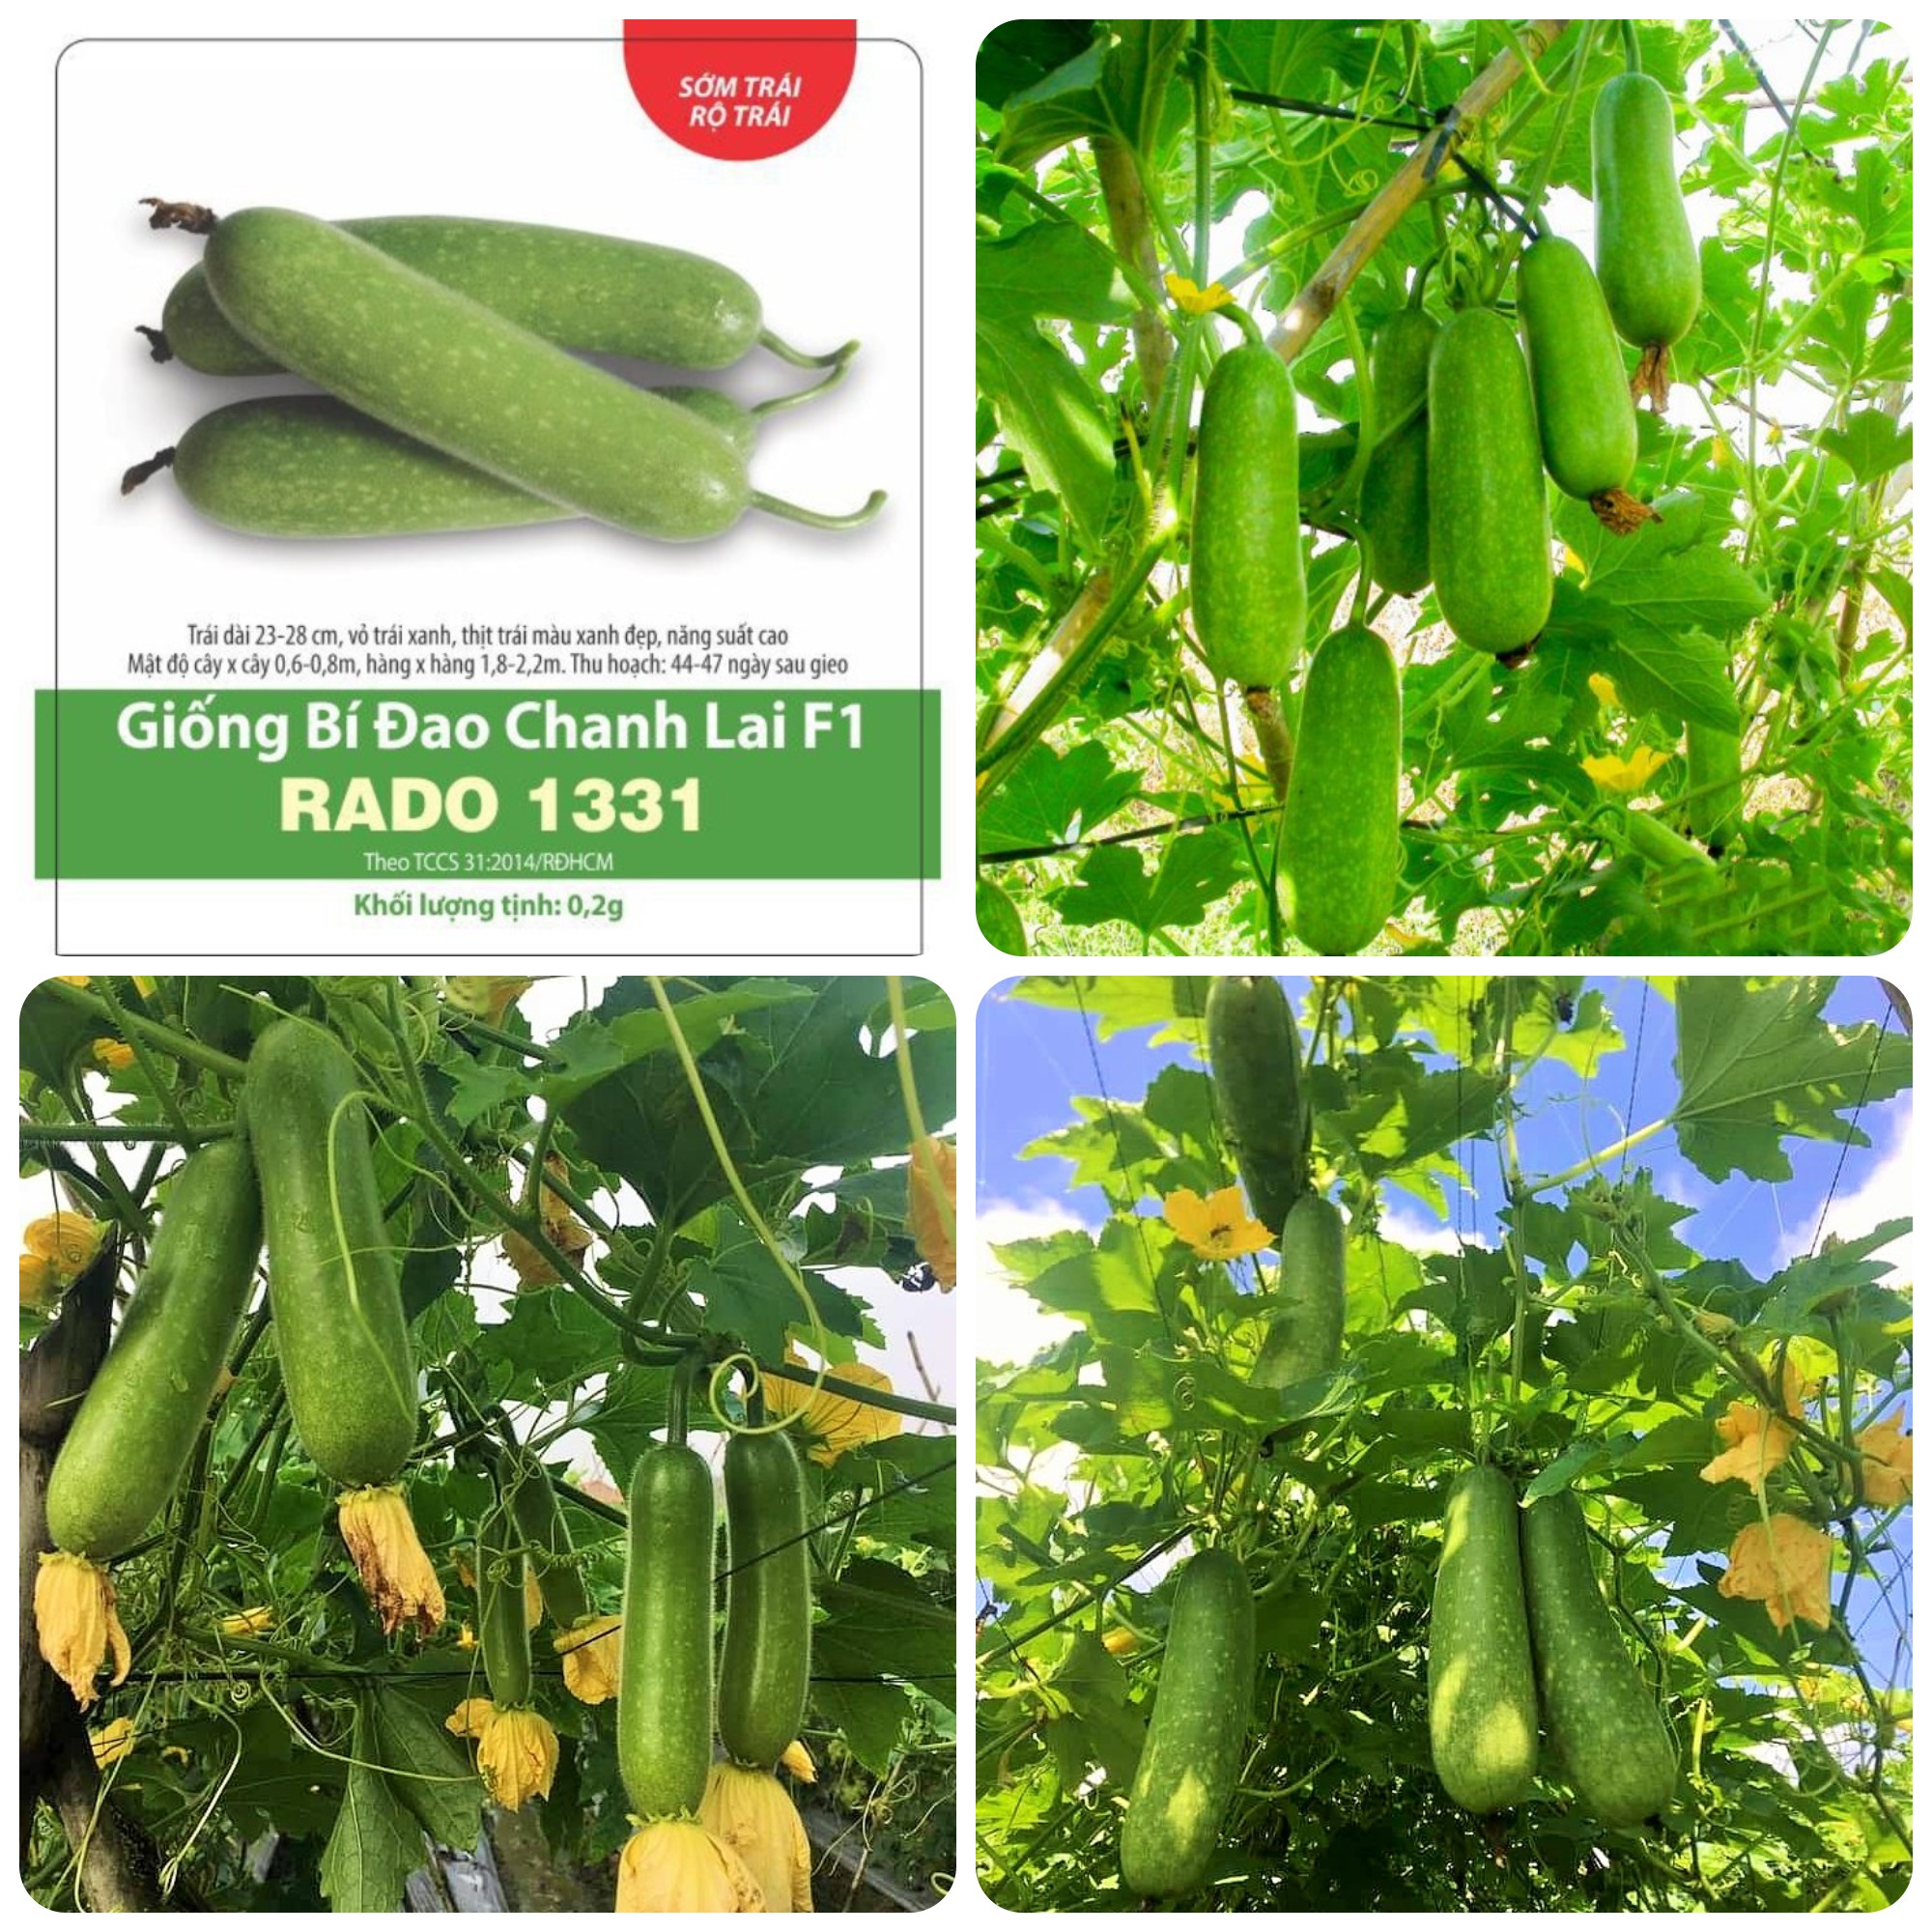 SỚM TRÁI
RỘ TRÁI
Trái dài 23-28 cm, vỏ trái xanh, thịt trái màu xanh đẹp, năng suất cao
Mật độ cây x cây 0,6-0,8m, hàng x hàng 1,8-2,2m. Thu hoạch: 44-47 ngày sau gieo
Giống Bí Đao Chanh Lai F1
RADO 1331
Theo TCCS 31:2014/RĐHCM
Khối lượng tịnh: 0,2g